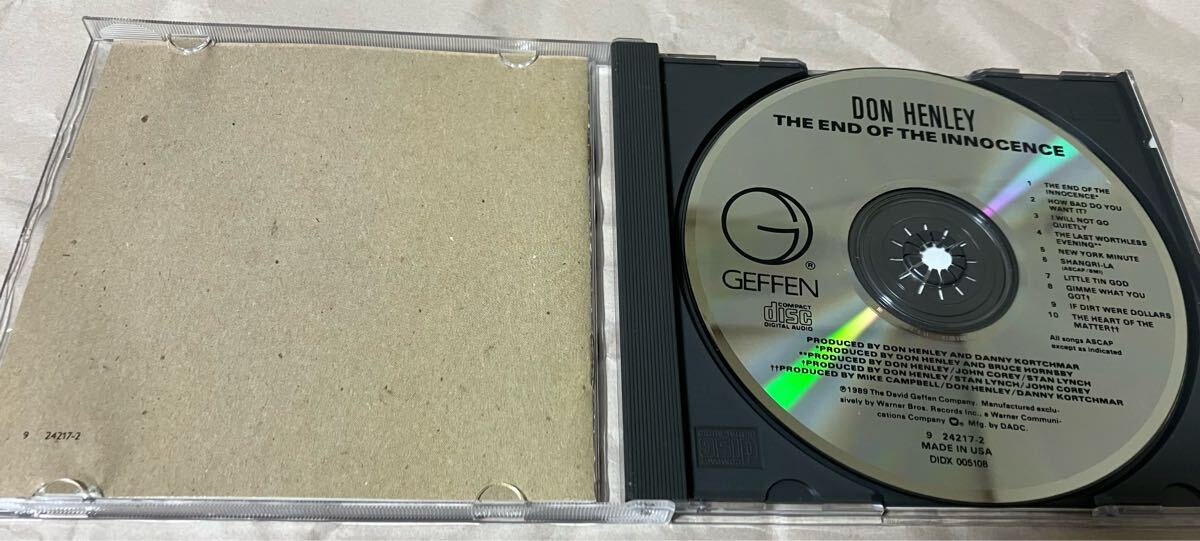 9 24217-2
DON HENLEY
THE END OF THE INNOCENCE
1 THE END OF THE
INNOCENCE*
2 HOW BAD DO YOU
WANT IT?
3 I WILL NOT GO
QUIETLY
4 THE LAST WORTHLESS
EVENING**
5 NEW YORK MINUTE
6 SHANGRI-LA
(ASCAP/BMI)
7 LITTLE TIN GOD
8 GIMME WHAT YOU
GOT†
9 IF DIRT WERE DOLLARS
10 THE HEART OF THE
MATTER††
All songs ASCAP
except as indicated
GEFFEN®
COMPACT
disc
DIGITAL AUDIO
PRODUCED BY DON HENLEY AND DANNY KORTCHMAR
*PRODUCED BY DON HENLEY AND BRUCE HORNSBY
**PRODUCED BY DON HENLEY/JOHN COREY/STAN LYNCH
†PRODUCED BY DON HENLEY/STAN LYNCH/JOHN COREY
††PRODUCED BY MIKE CAMPBELL/DON HENLEY/DANNY KORTCHMAR
℗1989 The David Geffen Company. Manufactured exclu-
sively by Warner Bros. Records Inc., a Warner Communi-
cations Company Mfg. by DADC.
9 24217-2
MADE IN USA
DIDX 005108